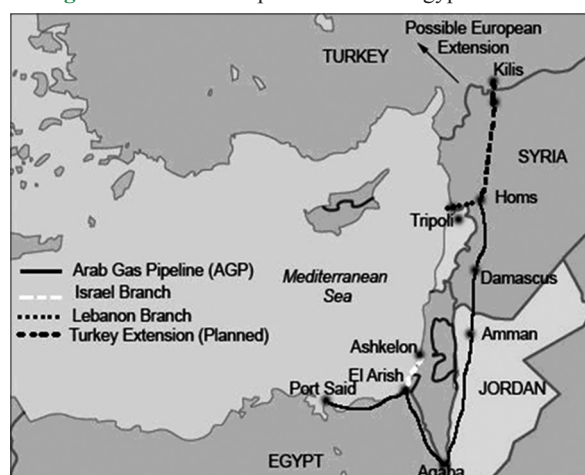 Possible European
Extension
TURKEY
Kilis
SYRIA
Homs
Tripoli
Arab Gas Pipeline (AGP)
Israel Branch
Lebanon Branch
Turkey Extension (Planned)
Mediterranean
Sea
Damascus
Ashkelon
Amman
El Arish
Port Said
JORDAN
EGYPT
Aqaba